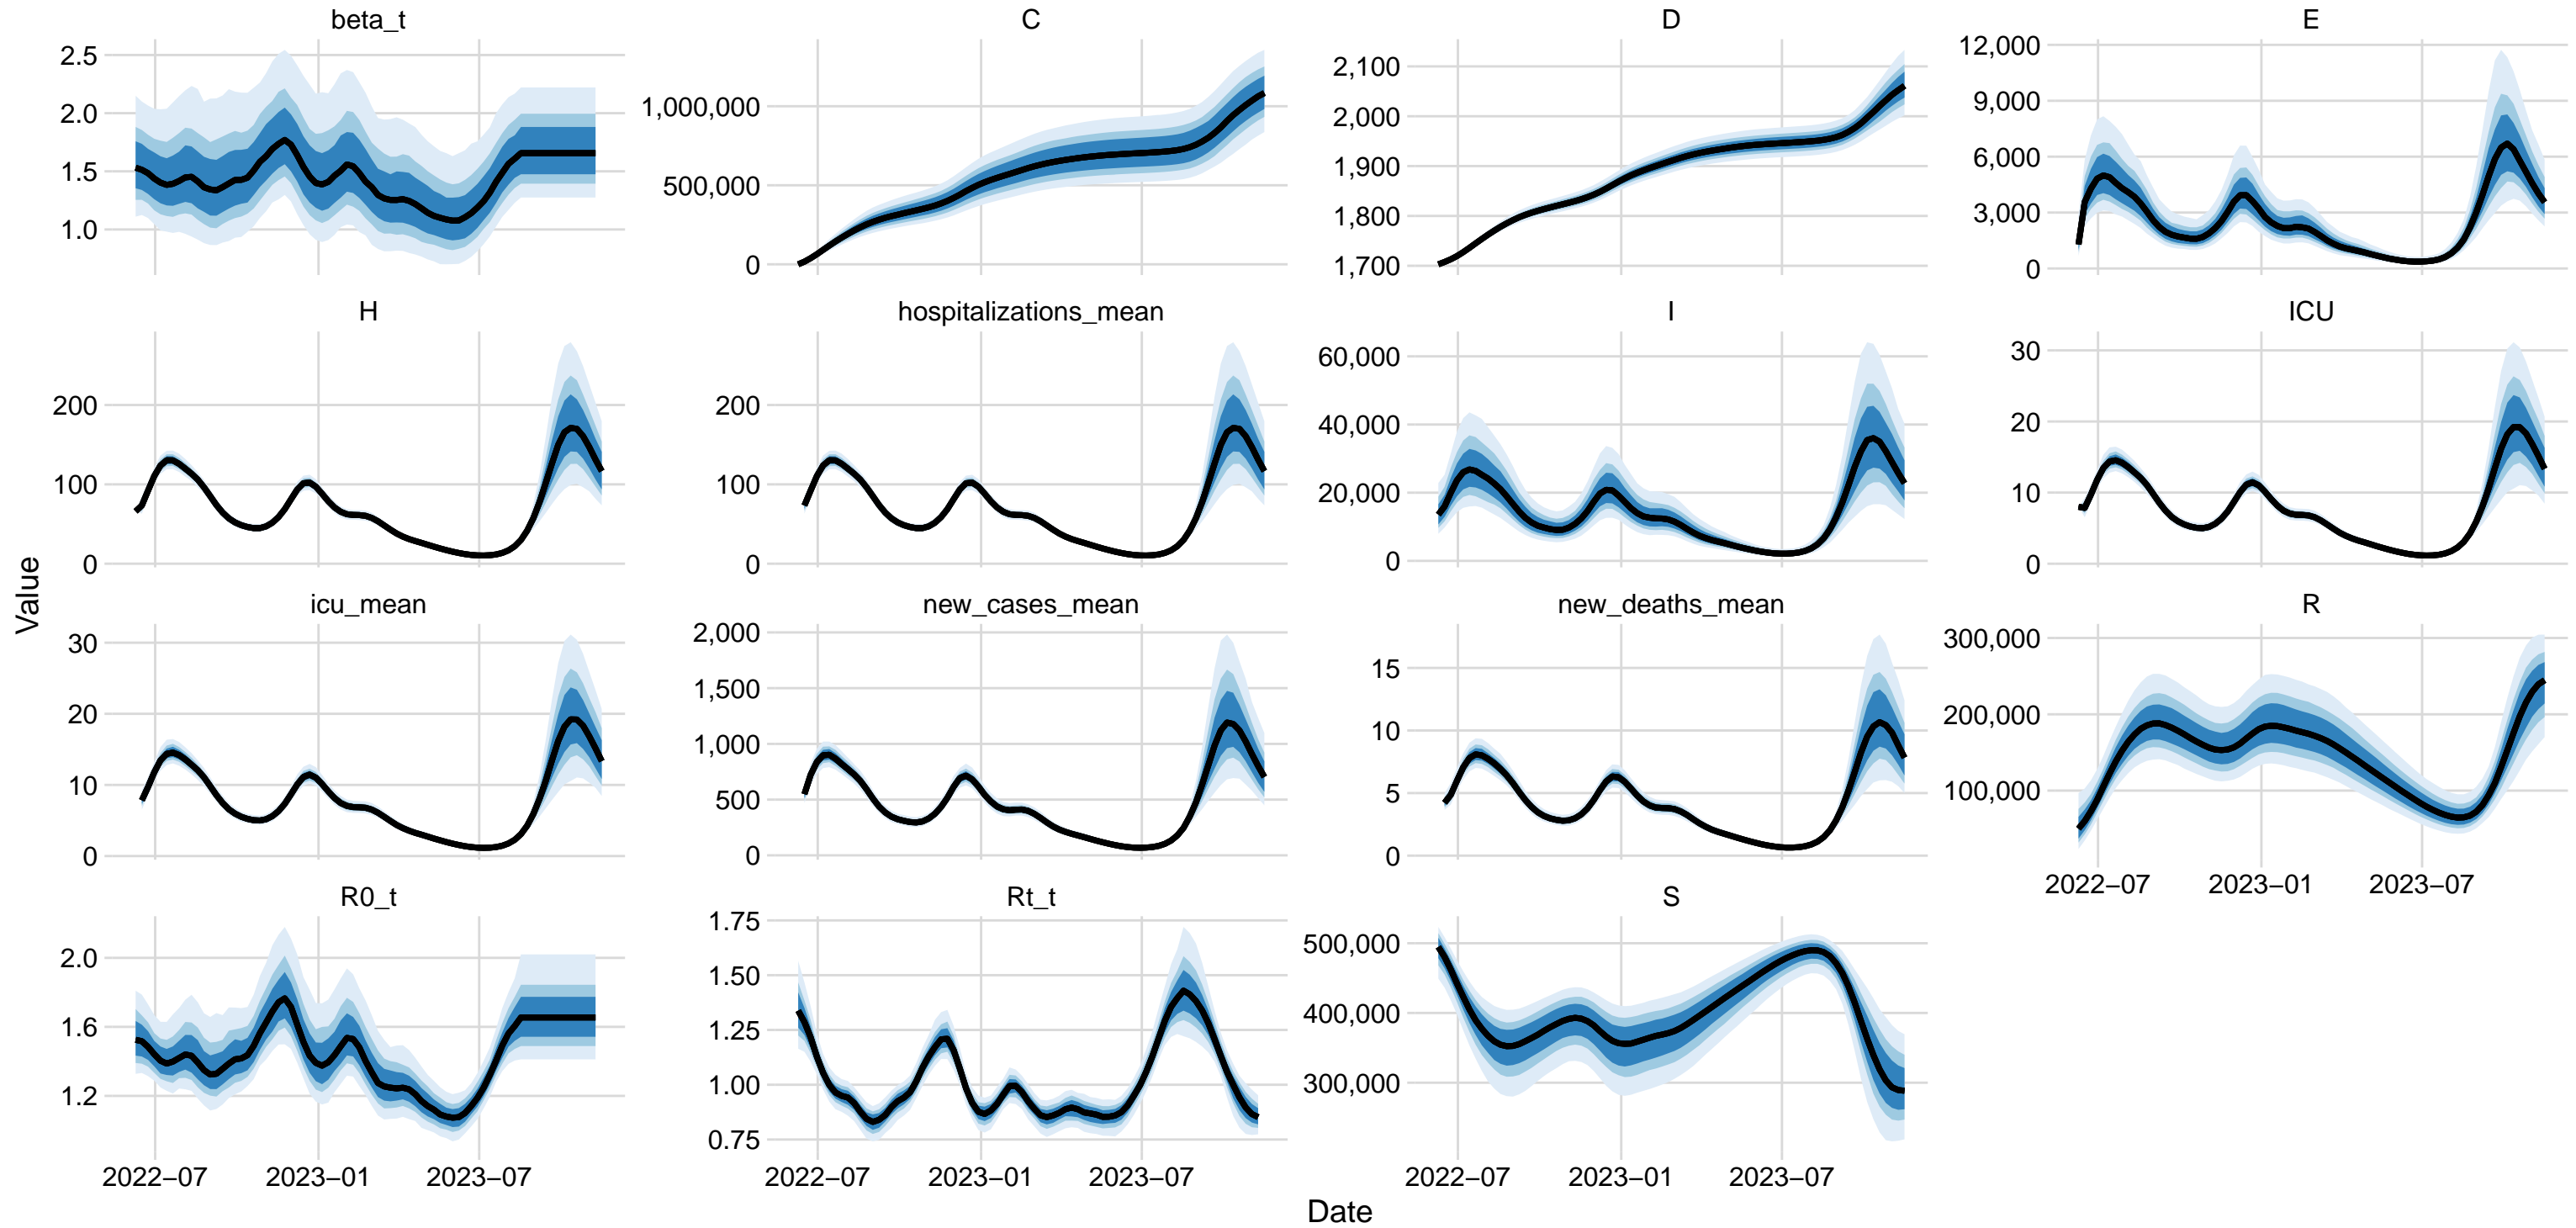 beta_t
C
D
E
2.5
2.0
1.5
1.0
1,000,000
500,000
0
2,100
2,000
1,900
1,800
1,700
12,000
9,000
6,000
3,000
0
H
hospitalizations_mean
I
ICU
200
100
0
200
100
0
60,000
40,000
20,000
0
30
20
10
0
Value
icu_mean
new_cases_mean
new_deaths_mean
R
30
20
10
0
2,000
1,500
1,000
500
0
15
10
5
0
300,000
200,000
100,000
2022−07 2023−01 2023−07
R0_t
Rt_t
S
2.0
1.6
1.2
1.75
1.50
1.25
1.00
0.75
500,000
400,000
300,000
2022−07 2023−01 2023−07
2022−07 2023−01 2023−07
2022−07 2023−01 2023−07
Date